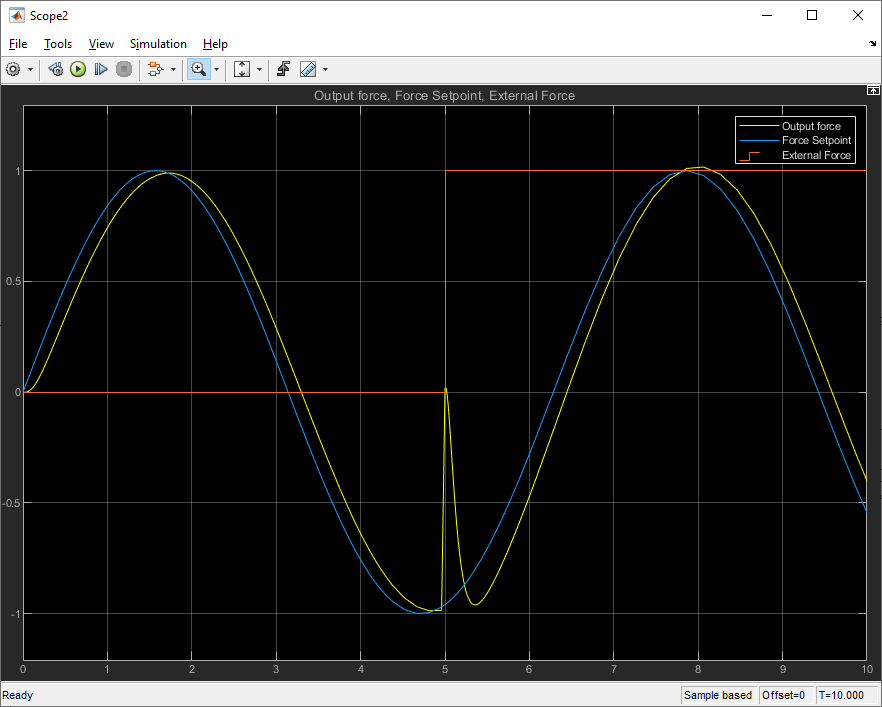 Scope2
File Tools View Simulation Help
Output force, Force Setpoint, External Force
Output force
Force Setpoint
External Force
1
0.5
0
-0.5
-1
0 1 2 3 4 5 6 7 8 9 10
Ready Sample based Offset=0 T=10.000